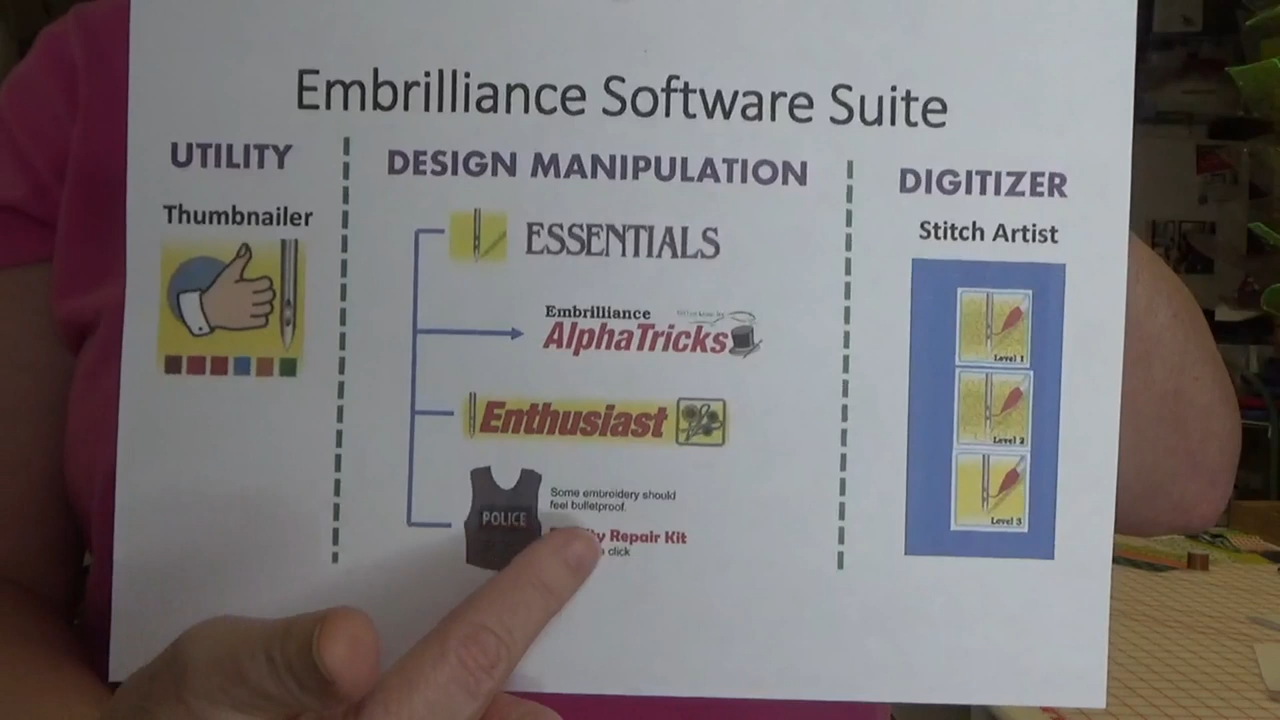 Embrilliance Software Suite
UTILITY
Thumbnailer
DESIGN MANIPULATION
ESSENTIALS
Embrilliance
AlphaTricks
Enthusiast
POLICE
Some embroidery should
feel bulletproof.
Repair Kit
click
DIGITIZER
Stitch Artist
Level 1
Level 2
Level 3